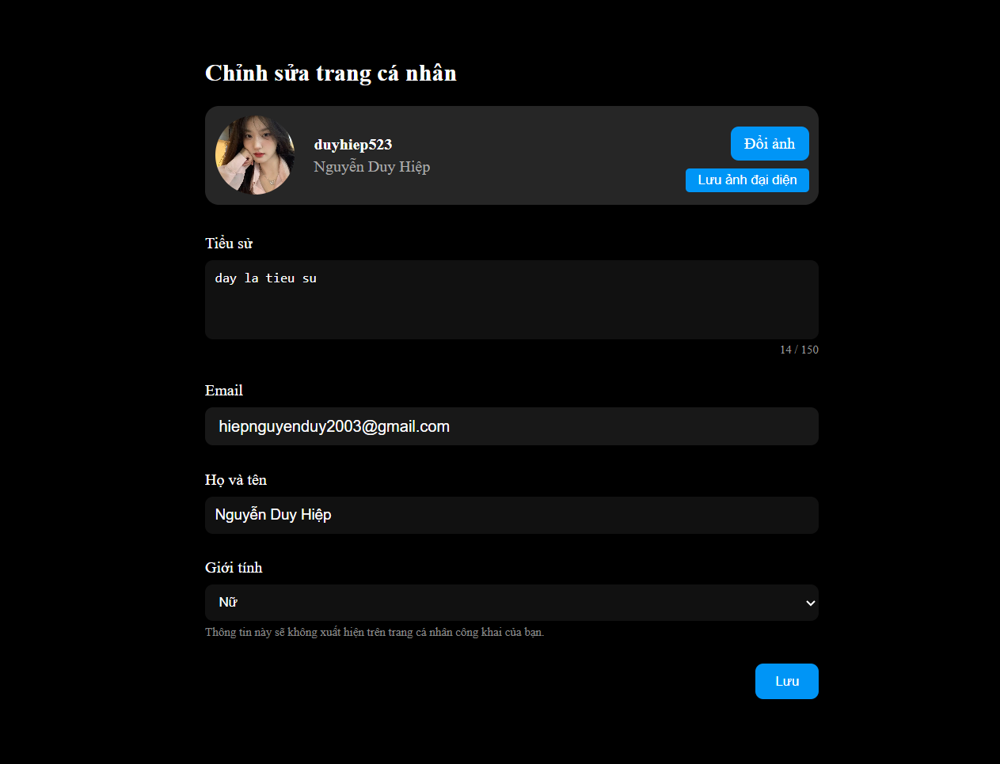 Chỉnh sửa trang cá nhân
duyhiep523
Nguyễn Duy Hiệp
Đổi ảnh
Lưu ảnh đại diện
Tiểu sử
day la tieu su
14 / 150
Email
hiepnguyenduy2003@gmail.com
Họ và tên
Nguyễn Duy Hiệp
Giới tính
Nữ
Thông tin này sẽ không xuất hiện trên trang cá nhân công khai của bạn.
Lưu